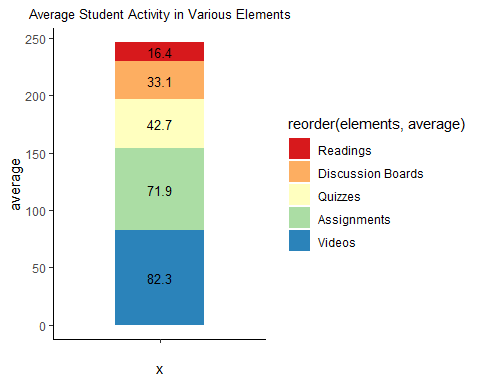 Average Student Activity in Various Elements
average
250
200
150
100
50
0
16.4
33.1
42.7
71.9
82.3
x
reorder(elements, average)
Readings
Discussion Boards
Quizzes
Assignments
Videos